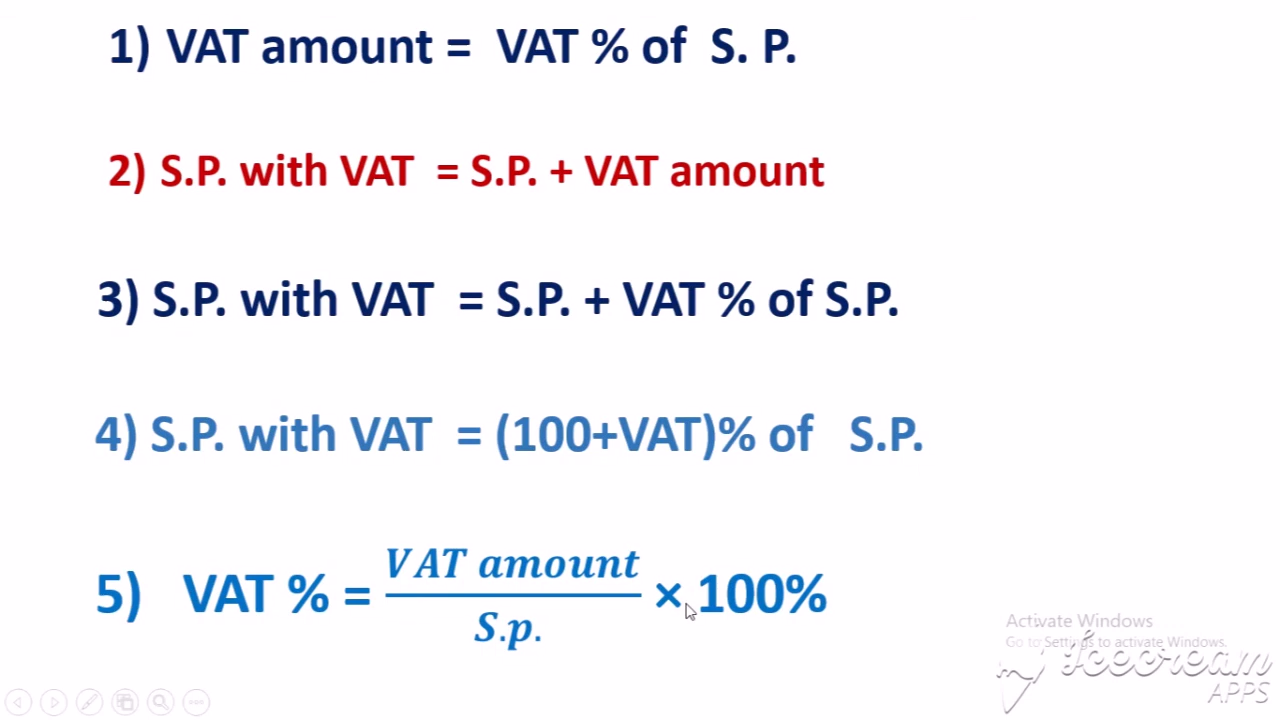 1) VAT amount = VAT % of S. P.
2) S.P. with VAT = S.P. + VAT amount
3) S.P. with VAT = S.P. + VAT % of S.P.
4) S.P. with VAT = (100+VAT)% of S.P.
5) VAT % = VAT amount / S.p. × 100%
Activate Windows
Go to Settings to activate Windows.
Icecream
APPS